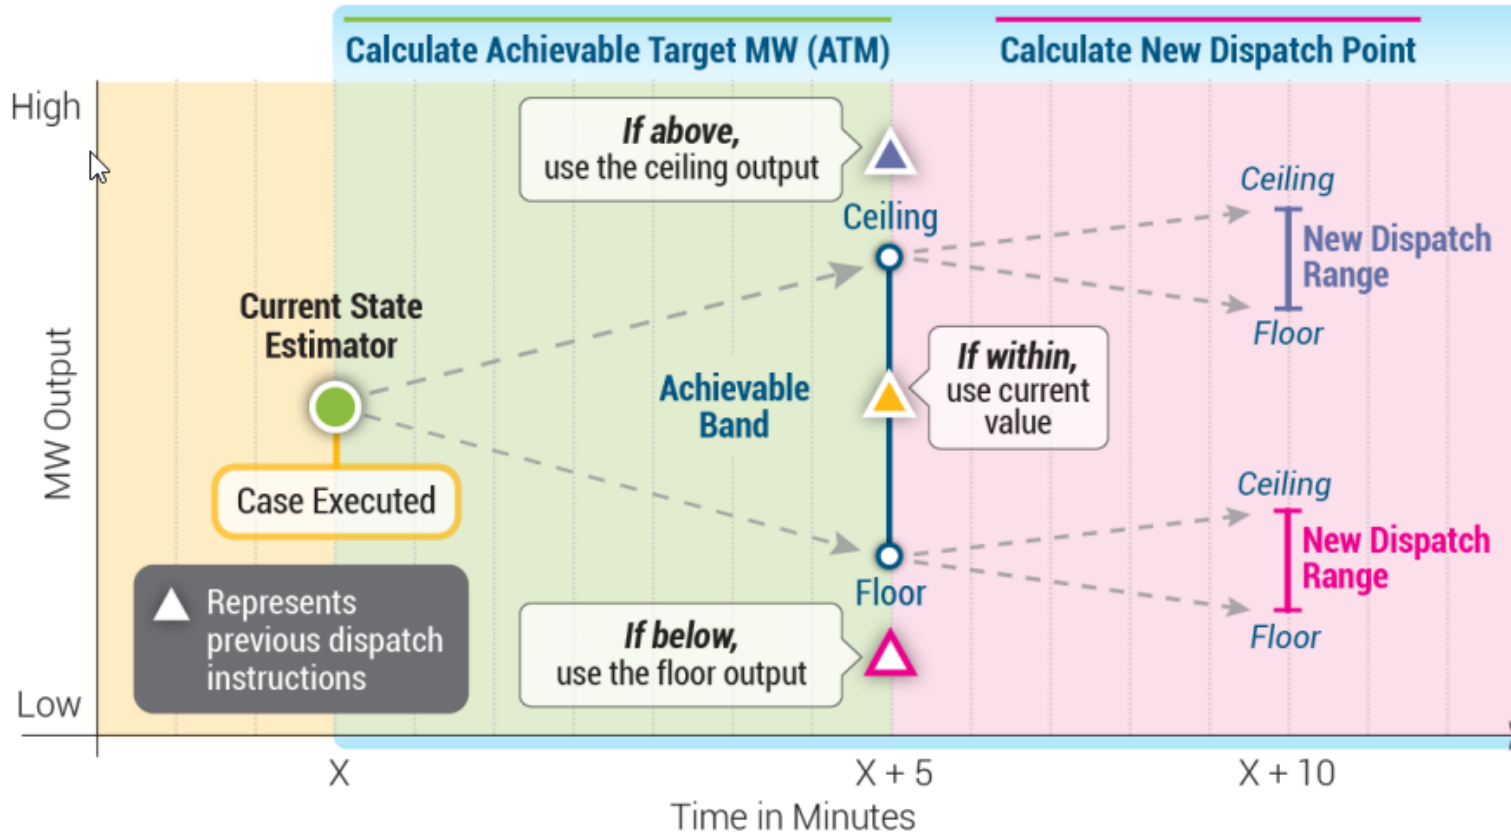 Calculate Achievable Target MW (ATM)
Calculate New Dispatch Point
High
If above,
use the ceiling output
Ceiling
Ceiling
New Dispatch
Range
Floor
Current State
Estimator
MW Output
Achievable
Band
If within,
use current
value
Case Executed
Ceiling
New Dispatch
Range
Floor
Floor
Represents
previous dispatch
instructions
If below,
use the floor output
Low
X
X + 5
X + 10
Time in Minutes